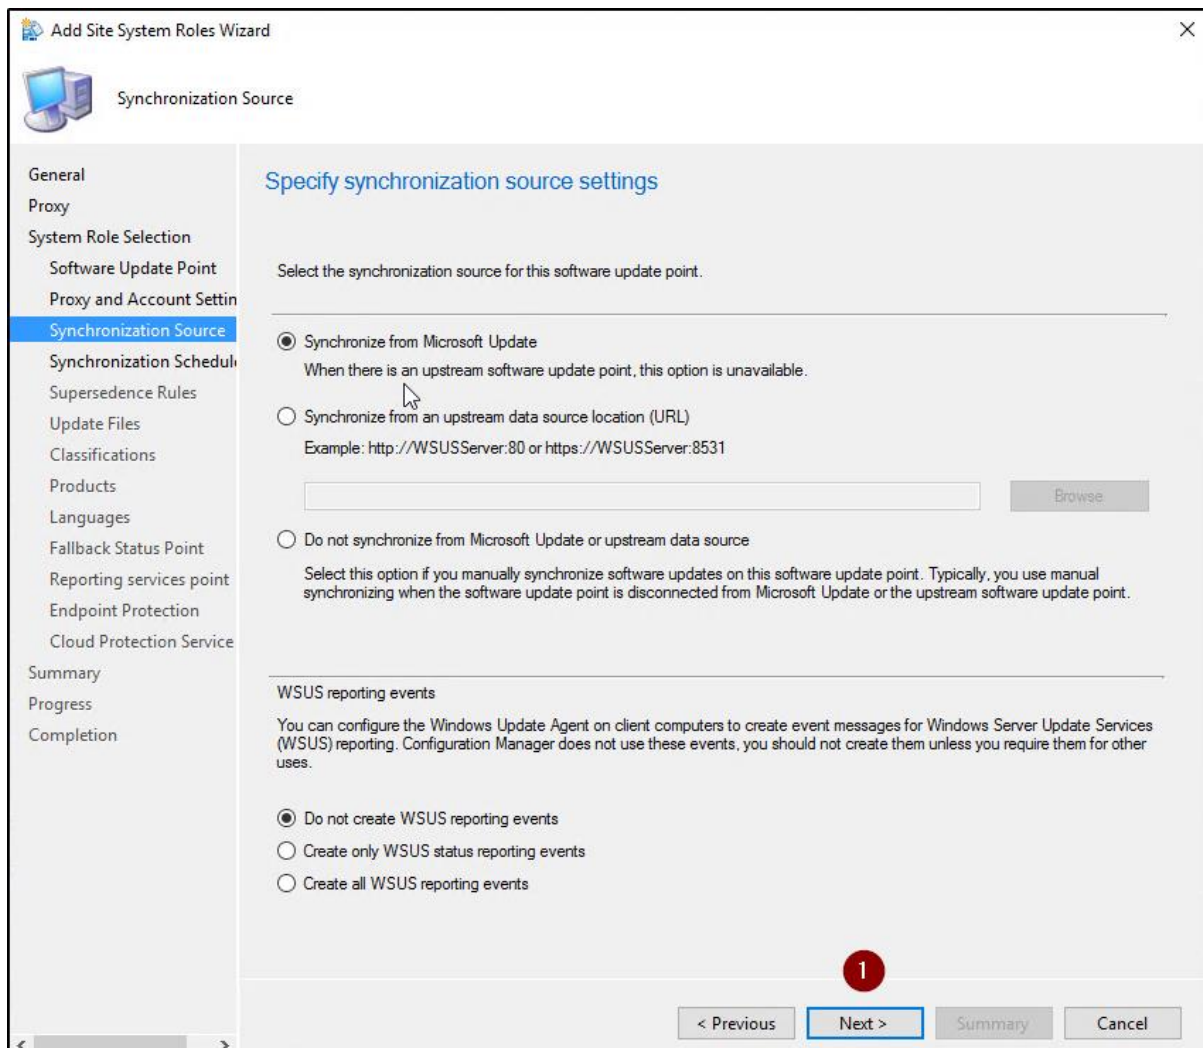 Add Site System Roles Wizard
Synchronization Source
General
Proxy
System Role Selection
Software Update Point
Proxy and Account Settin
Synchronization Source
Synchronization Schedul
Supersedence Rules
Update Files
Classifications
Products
Languages
Fallback Status Point
Reporting services point
Endpoint Protection
Cloud Protection Service
Summary
Progress
Completion
Specify synchronization source settings
Select the synchronization source for this software update point.
Synchronize from Microsoft Update
When there is an upstream software update point, this option is unavailable.
Synchronize from an upstream data source location (URL)
Example: http://WSUSServer:80 or https://WSUSServer:8531
Browse
Do not synchronize from Microsoft Update or upstream data source
Select this option if you manually synchronize software updates on this software update point. Typically, you use manual
synchronizing when the software update point is disconnected from Microsoft Update or the upstream software update point.
WSUS reporting events
You can configure the Windows Update Agent on client computers to create event messages for Windows Server Update Services
(WSUS) reporting. Configuration Manager does not use these events, you should not create them unless you require them for other
uses.
Do not create WSUS reporting events
Create only WSUS status reporting events
Create all WSUS reporting events
1
< Previous
Next >
Summary
Cancel